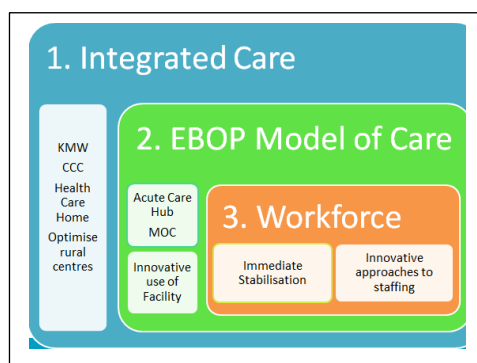 1. Integrated Care
KMW
CCC
Health
Care
Home
Optimise
rural
centres
2. EBOP Model of Care
Acute Care
Hub
MOC
Innovative
use of
Facility
3. Workforce
Immediate
Stabilisation
Innovative
approaches to
staffing